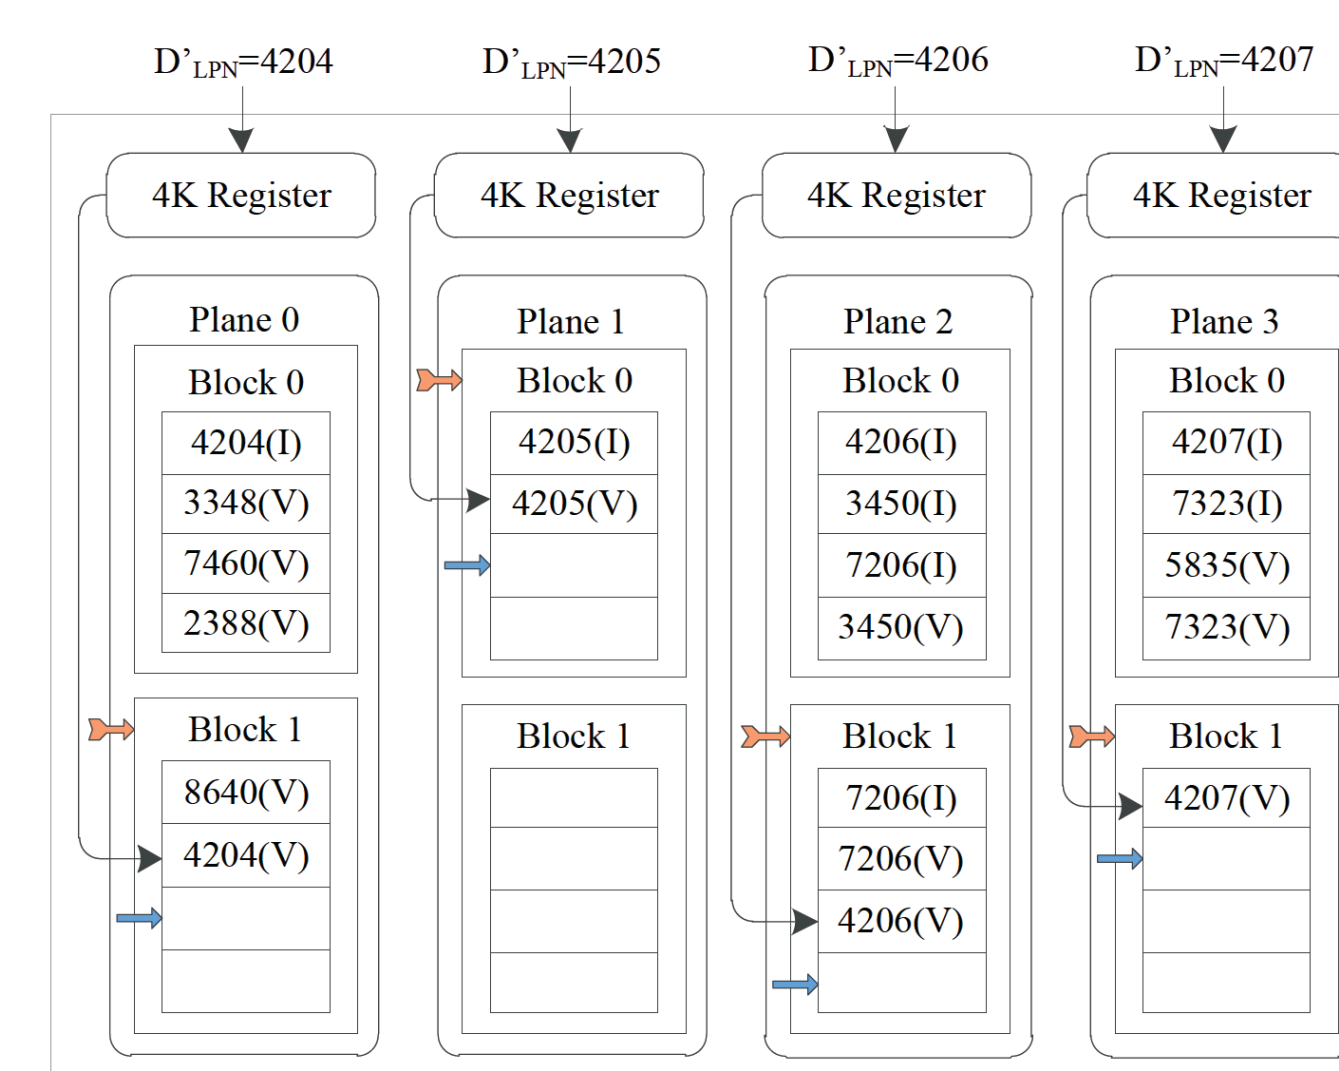 D’LPN=4204
D’LPN=4205
D’LPN=4206
D’LPN=4207
4K Register
4K Register
4K Register
4K Register
Plane 0
Block 0
4204(I)
3348(V)
7460(V)
2388(V)
Block 1
8640(V)
4204(V)
Plane 1
Block 0
4205(I)
4205(V)
Block 1
Plane 2
Block 0
4206(I)
3450(I)
7206(I)
3450(V)
Block 1
7206(I)
7206(V)
4206(V)
Plane 3
Block 0
4207(I)
7323(I)
5835(V)
7323(V)
Block 1
4207(V)